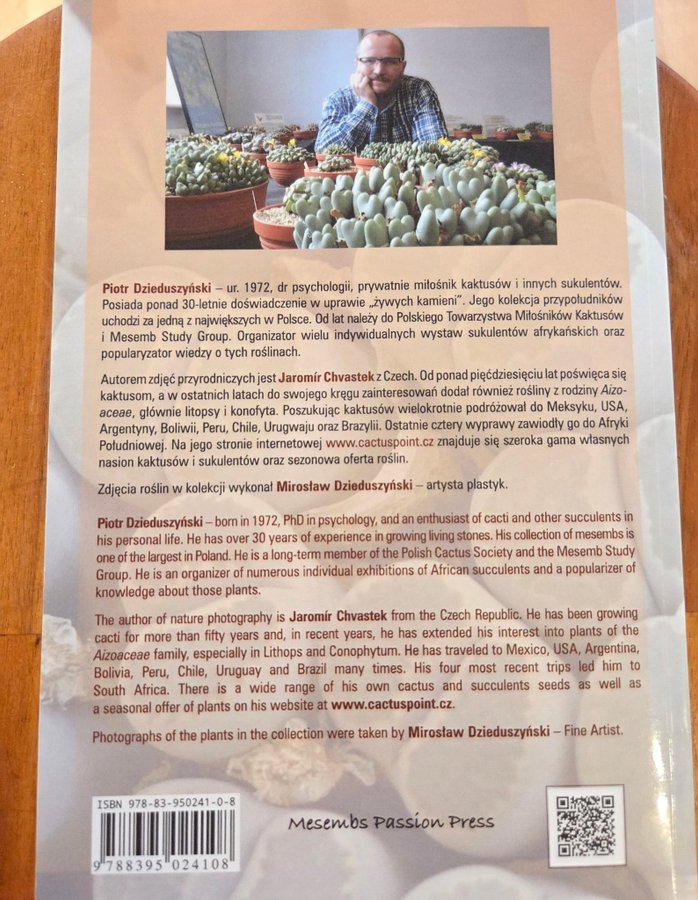 Piotr Dzieduszyński – ur. 1972, dr psychologii, prywatnie miłośnik kaktusów i innych sukulentów.
Posiada ponad 30-letnie doświadczenie w uprawie „żywych kamieni”. Jego kolekcja przypołudników
uchodzi za jedną z największych w Polsce. Od lat należy do Polskiego Towarzystwa Miłośników Kaktusów
i Mesemb Study Group. Organizator wielu indywidualnych wystaw sukulentów afrykańskich oraz
popularyzator wiedzy o tych roślinach.
Autorem zdjęć przyrodniczych jest Jaromír Chvastek z Czech. Od ponad pięćdziesięciu lat poświęca się
kaktusom, a w ostatnich latach do swojego kręgu zainteresowań dodał również rośliny z rodziny Aizo-
aceae, głównie litopsy i konofyta. Poszukując kaktusów wielokrotnie podróżował do Meksyku, USA,
Argentyny, Boliwii, Peru, Chile, Urugwaju oraz Brazylii. Ostatnie cztery wyprawy zawiodły go do Afryki
Południowej. Na jego stronie internetowej www.cactuspoint.cz znajduje się szeroka gama własnych
nasion kaktusów i sukulentów oraz sezonowa oferta roślin.
Zdjęcia roślin w kolekcji wykonał Mirosław Dzieduszyński – artysta plastyk.
Piotr Dzieduszyński – born in 1972, PhD in psychology, and an enthusiast of cacti and other succulents in
his personal life. He has over 30 years of experience in growing living stones. His collection of mesembs is
one of the largest in Poland. He is a long-term member of the Polish Cactus Society and the Mesemb Study
Group. He is an organizer of numerous individual exhibitions of African succulents and a popularizer of
knowledge about those plants.
The author of nature photography is Jaromír Chvastek from the Czech Republic. He has been growing
cacti for more than fifty years and, in recent years, he has extended his interest into plants of the
Aizoaceae family, especially in Lithops and Conophytum. He has traveled to Mexico, USA, Argentina,
Bolivia, Peru, Chile, Uruguay and Brazil many times. His four most recent trips led him to
South Africa. There is a wide range of his own cactus and succulents seeds as well as
a seasonal offer of plants on his website at www.cactuspoint.cz.
Photographs of the plants in the collection were taken by Mirosław Dzieduszyński – Fine Artist.
ISBN 978-83-950241-0-8
9 788395 024108
Mesembs Passion Press